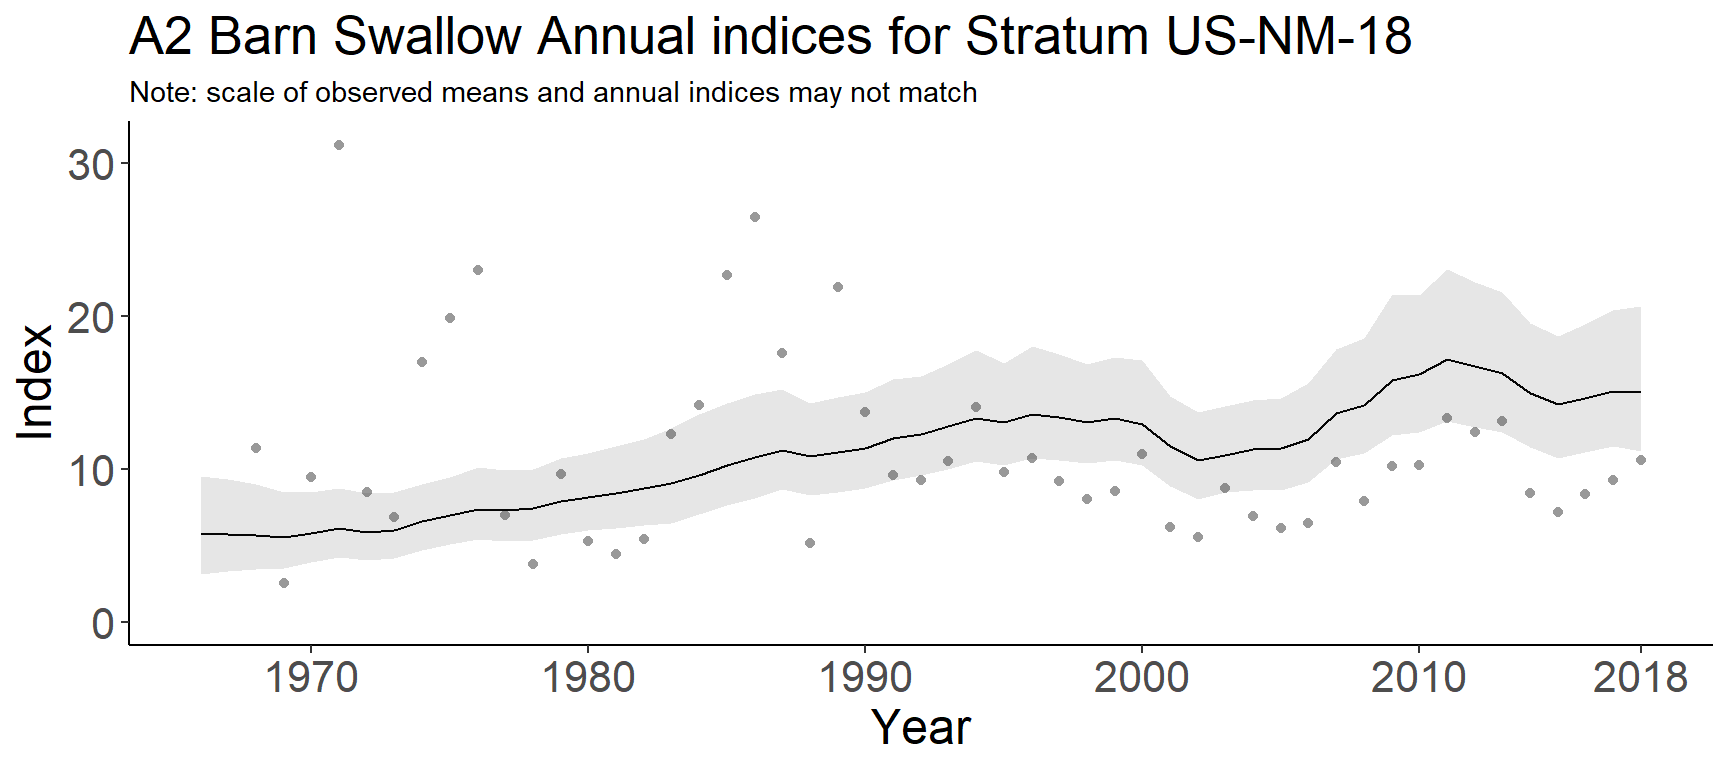 A2 Barn Swallow Annual indices for Stratum US-NM-18
Note: scale of observed means and annual indices may not match
30
20
10
0
Index
1970 1980 1990 2000 2010 2018
Year